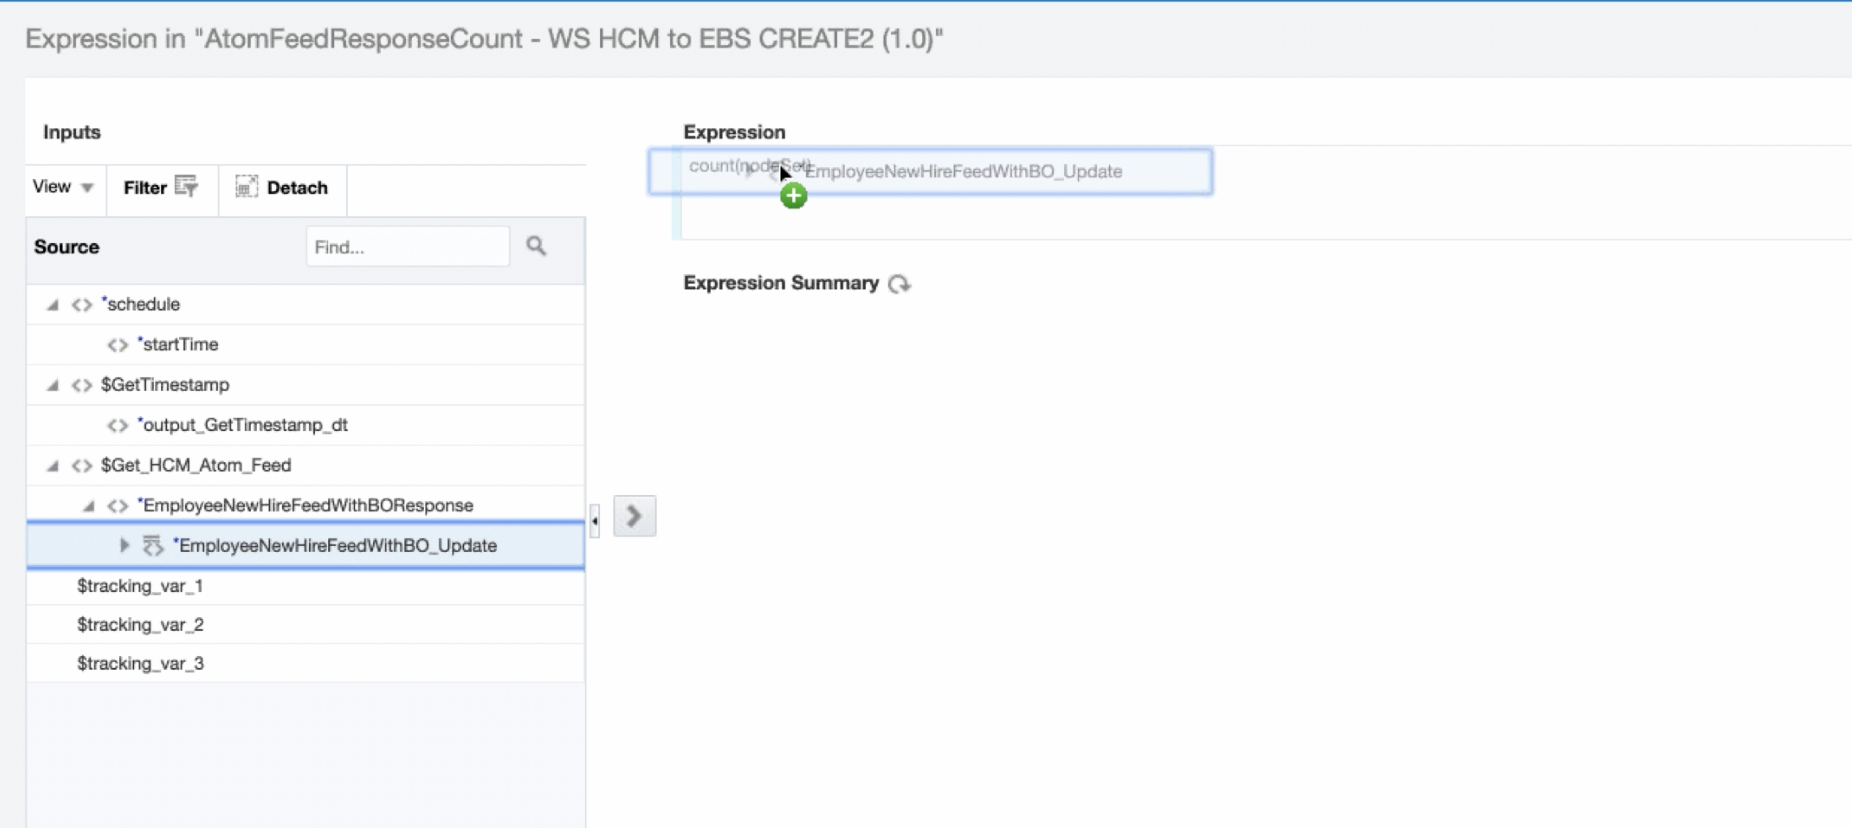 Expression in "AtomFeedResponseCount - WS HCM to EBS CREATE2 (1.0)"
Inputs
Expression
count(nodeSet)
*EmployeeNewHireFeedWithBO_Update
View
Filter
Detach
Source
Find...
Expression Summary
*schedule
*startTime
$GetTimestamp
*output_GetTimestamp_dt
$Get_HCM_Atom_Feed
*EmployeeNewHireFeedWithBOResponse
*EmployeeNewHireFeedWithBO_Update
$tracking_var_1
$tracking_var_2
$tracking_var_3